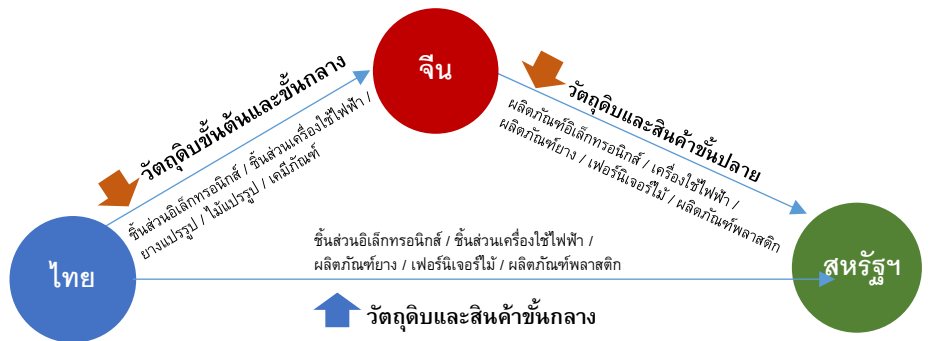 จีน
วัตถุดิบขั้นต้นและขั้นกลาง
ชิ้นส่วนอิเล็กทรอนิกส์ / ชิ้นส่วนเครื่องใช้ไฟฟ้า /
ยางแปรรูป / ไม้แปรรูป / เคมีภัณฑ์
วัตถุดิบและสินค้าขั้นปลาย
ผลิตภัณฑ์อิเล็กทรอนิกส์ / เครื่องใช้ไฟฟ้า /
ผลิตภัณฑ์ยาง / เฟอร์นิเจอร์ไม้ / ผลิตภัณฑ์พลาสติก
ไทย
ชิ้นส่วนอิเล็กทรอนิกส์ / ชิ้นส่วนเครื่องใช้ไฟฟ้า /
ผลิตภัณฑ์ยาง / เฟอร์นิเจอร์ไม้ / ผลิตภัณฑ์พลาสติก
สหรัฐฯ
วัตถุดิบและสินค้าขั้นกลาง